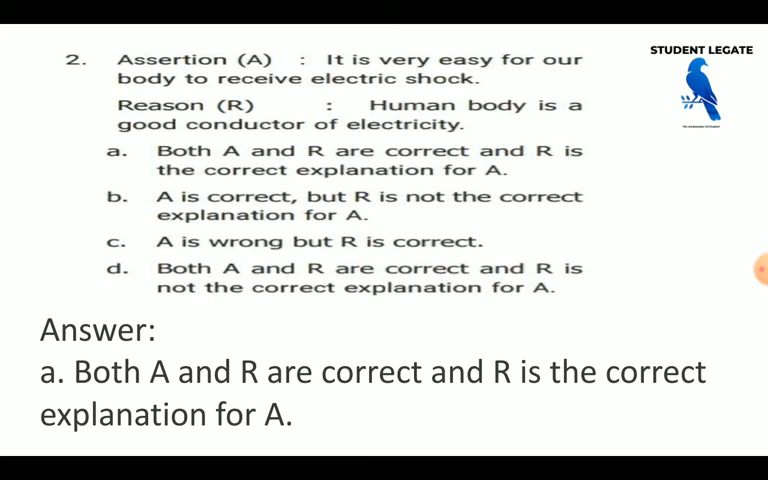 STUDENT LEGATE
2. Assertion (A) : It is very easy for our
body to receive electric shock.
Reason (R) : Human body is a
good conductor of electricity.
a. Both A and R are correct and R is
the correct explanation for A.
b. A is correct, but R is not the correct
explanation for A.
c. A is wrong but R is correct.
d. Both A and R are correct and R is
not the correct explanation for A.
Answer:
a. Both A and R are correct and R is the correct
explanation for A.